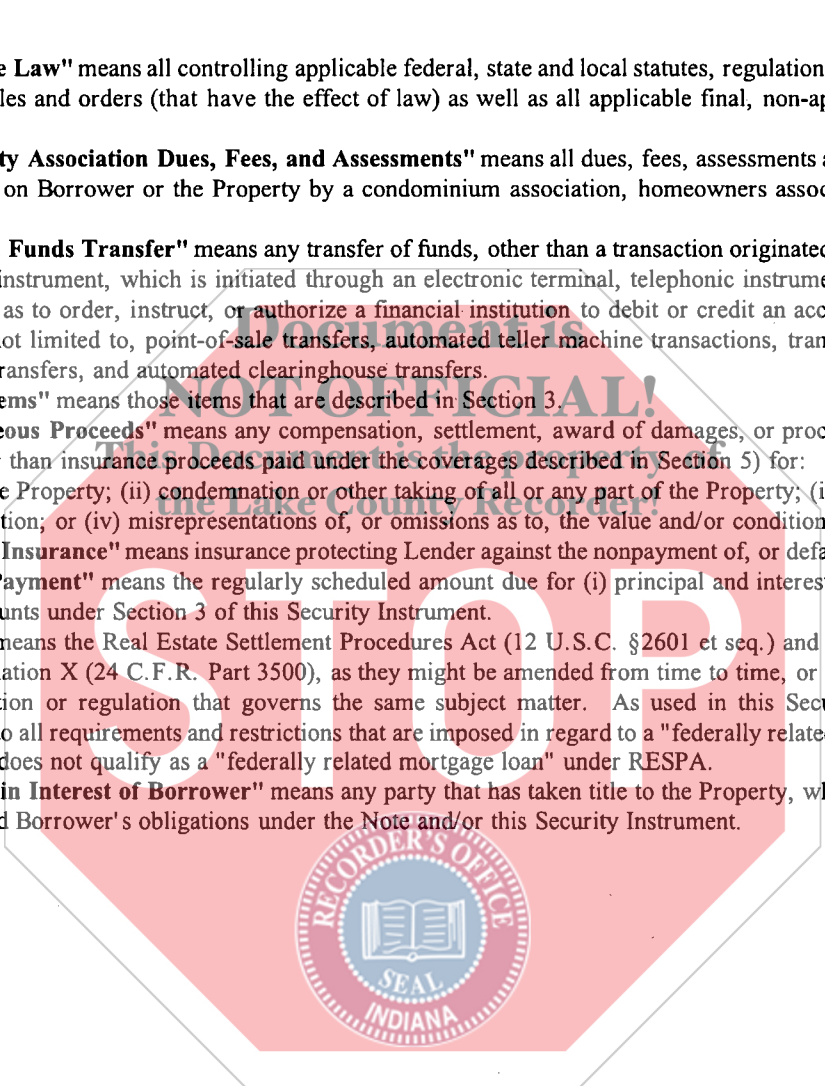 e Law" means all controlling applicable federal, state and local statutes, regulation
les and orders (that have the effect of law) as well as all applicable final, non-ap
ty Association Dues, Fees, and Assessments" means all dues, fees, assessments a
on Borrower or the Property by a condominium association, homeowners assoc
Funds Transfer" means any transfer of funds, other than a transaction originated
instrument, which is initiated through an electronic terminal, telephonic instrume
as to order, instruct, or authorize a financial institution to debit or credit an acc
Document is
ot limited to, point-of-sale transfers, automated teller machine transactions, tran
ransfers, and automated clearinghouse transfers.
NOT OFFICIAL!
ems" means those items that are described in Section 3.
eous Proceeds" means any compensation, settlement, award of damages, or proc
This Document is the property of
than insurance proceeds paid under the coverages described in Section 5) for:
e Property; (ii) condemnation or other taking of all or any part of the Property; (i
the Lake County Recorder!
tion; or (iv) misrepresentations of, or omissions as to, the value and/or condition
Insurance" means insurance protecting Lender against the nonpayment of, or defa
Payment" means the regularly scheduled amount due for (i) principal and interes
unts under Section 3 of this Security Instrument.
means the Real Estate Settlement Procedures Act (12 U.S.C. §2601 et seq.) and
ation X (24 C.F.R. Part 3500), as they might be amended from time to time, or
STOP
ion or regulation that governs the same subject matter. As used in this Secu
o all requirements and restrictions that are imposed in regard to a "federally relate
does not qualify as a "federally related mortgage loan" under RESPA.
in Interest of Borrower" means any party that has taken title to the Property, wh
d Borrower's obligations under the Note and/or this Security Instrument.
RECORDER'S OFFICE
SEAL
INDIANA